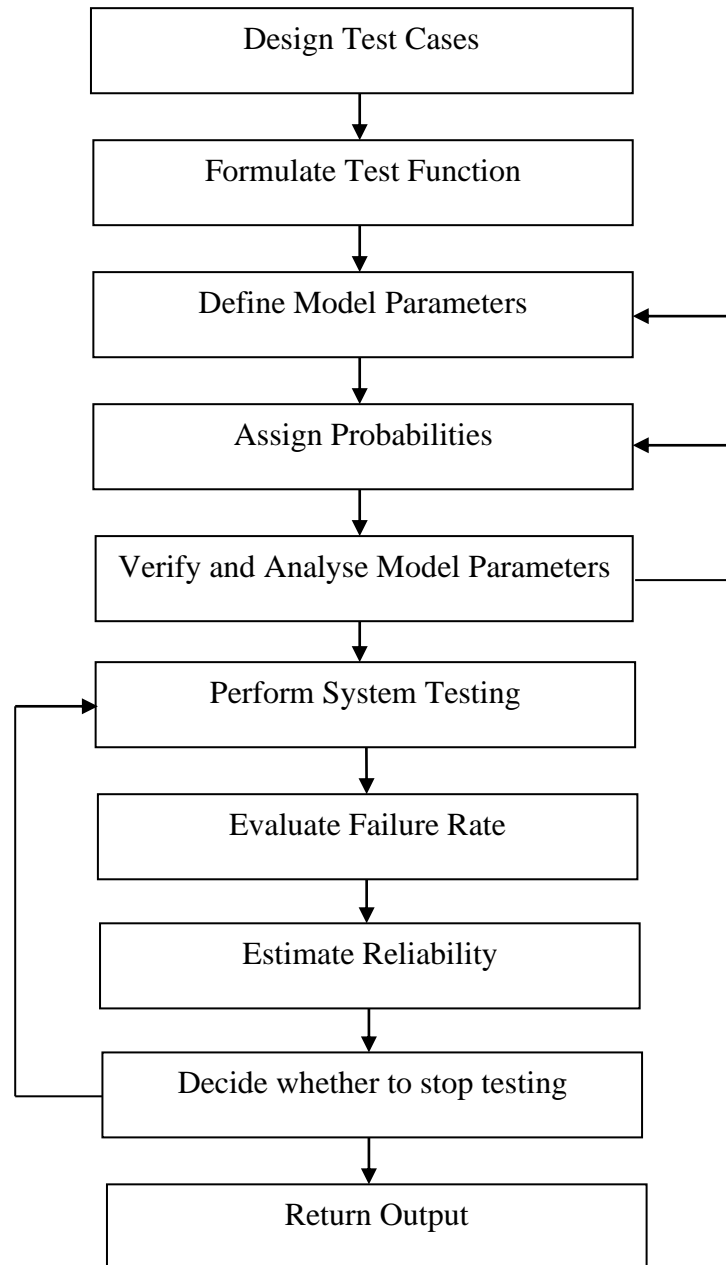 Design Test Cases
Formulate Test Function
Define Model Parameters
Assign Probabilities
Verify and Analyse Model Parameters
Perform System Testing
Evaluate Failure Rate
Estimate Reliability
Decide whether to stop testing
Return Output